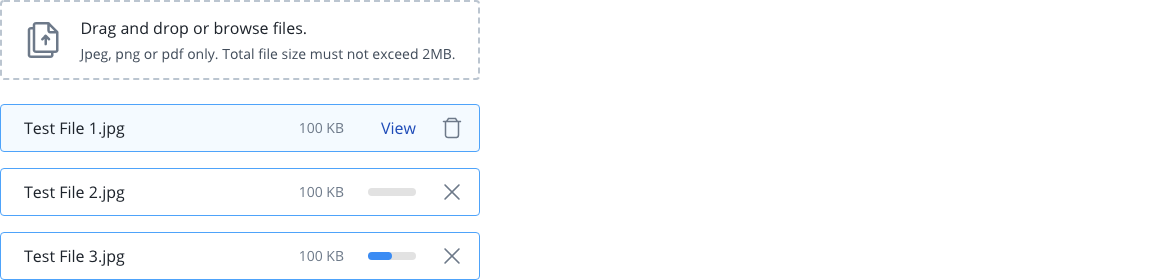 Drag and drop or browse files.
Jpeg, png or pdf only. Total file size must not exceed 2MB.
Test File 1.jpg 100 KB View
Test File 2.jpg 100 KB
Test File 3.jpg 100 KB